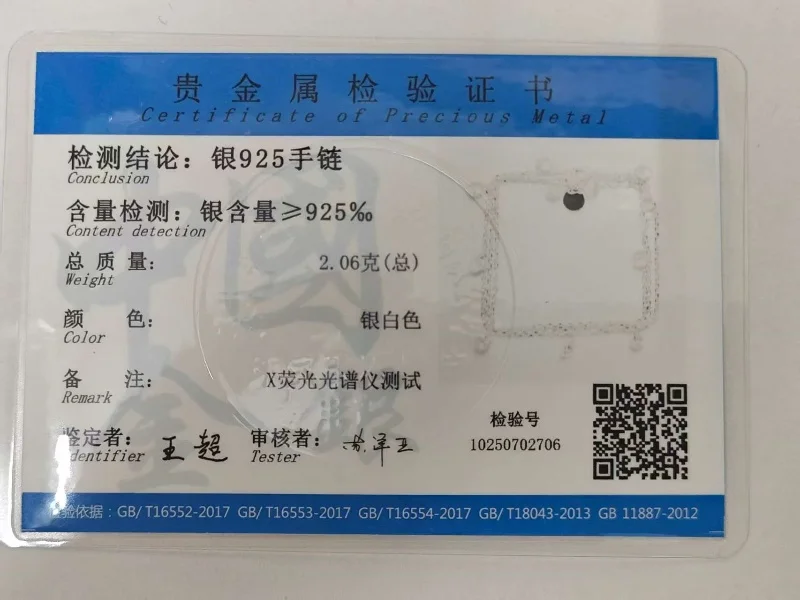 贵金属检验证书
Certificate of Precious Metal
检测结论：银925手链
Conclusion
含量检测：银含量≥925‰
Content detection
总质量： 2.06克(总)
Weight
颜色： 银白色
Color
备注： X荧光光谱仪测试
Remark
鉴定者：王超 审核者：
Identifier Tester
检验号
10250702706
检验依据：GB/T16552-2017 GB/T16553-2017 GB/T16554-2017 GB/T18043-2013 GB 11887-2012